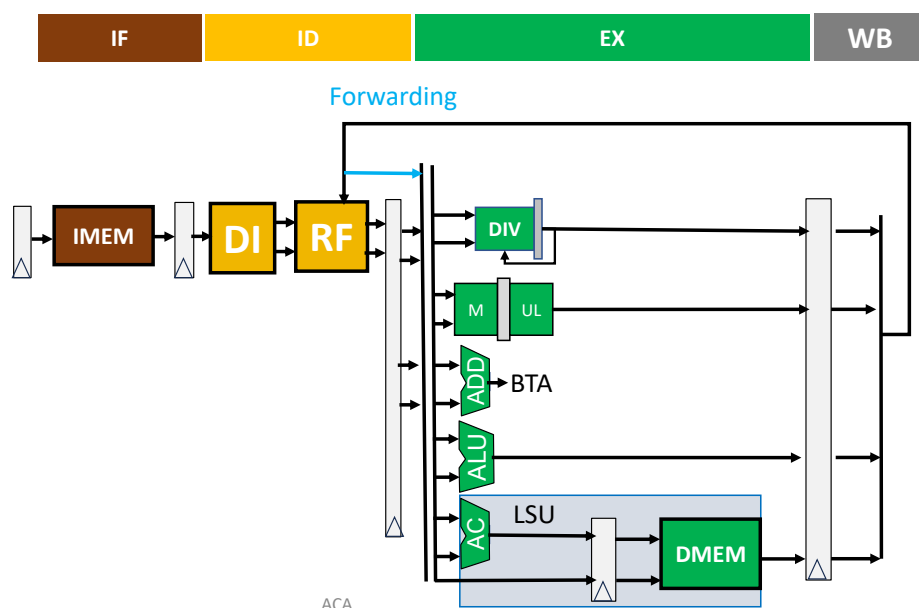 IF ID EX WB
Forwarding
IMEM DI RF DIV
M UL
ADD BTA
ALU
AC LSU
DMEM
ACA